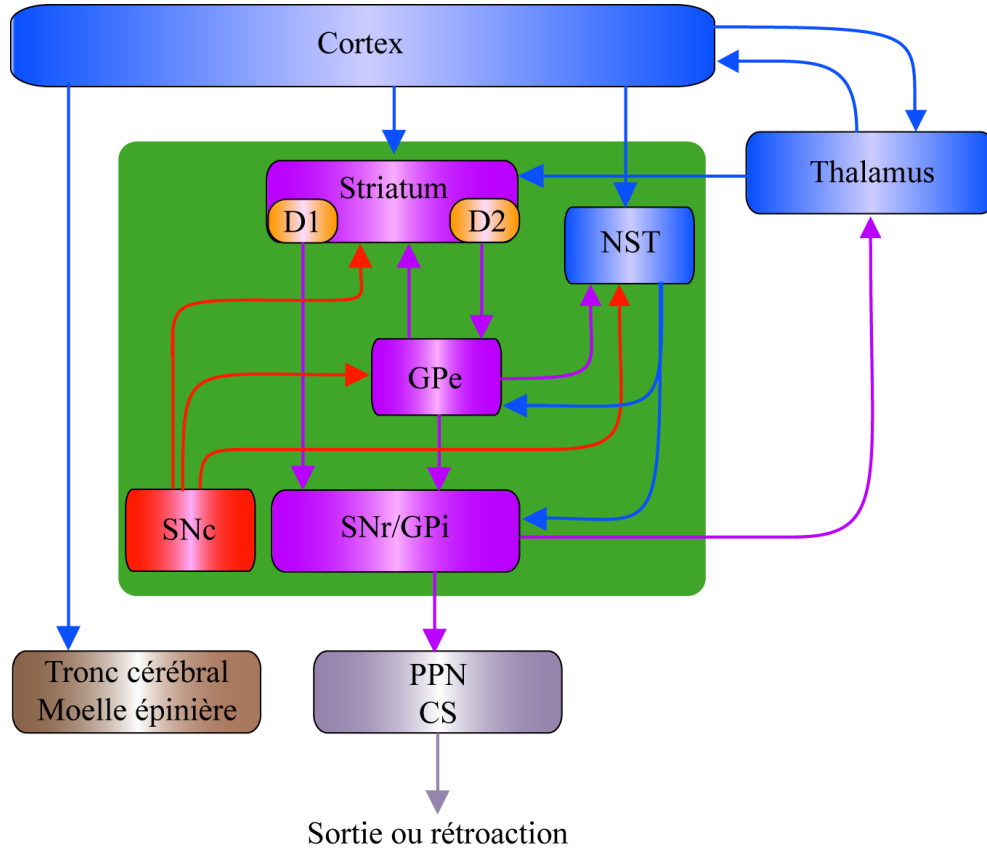 Cortex
Thalamus
Striatum
D1
D2
NST
GPe
SNc
SNr/GPi
Tronc cérébral
Moelle épinière
PPN
CS
Sortie ou rétroaction